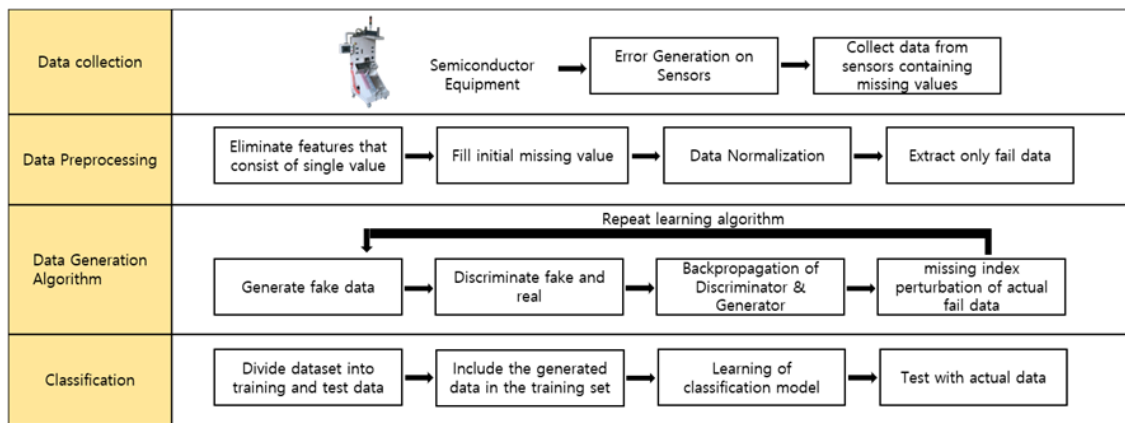 Data collection
Semiconductor
Equipment
Error Generation on
Sensors
Collect data from
sensors containing
missing values
Data Preprocessing
Eliminate features that
consist of single value
Fill initial missing value
Data Normalization
Extract only fail data
Repeat learning algorithm
Data Generation
Algorithm
Generate fake data
Discriminate fake and
real
Backpropagation of
Discriminator &
Generator
missing index
perturbation of actual
fail data
Classification
Divide dataset into
training and test data
Include the generated
data in the training set
Learning of
classification model
Test with actual data